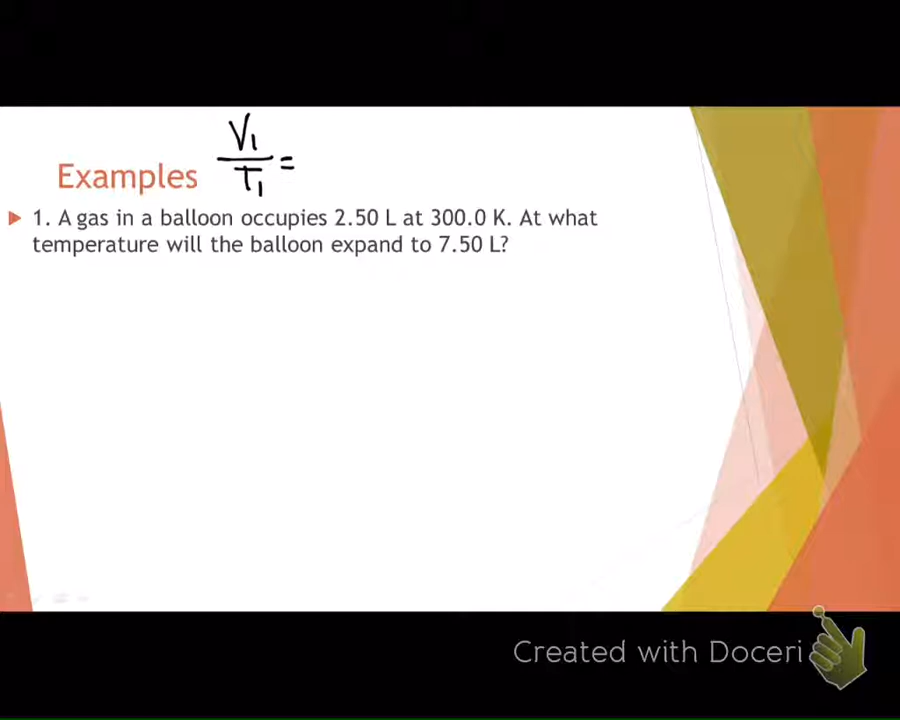 V₁
Examples —— =
T₁
1. A gas in a balloon occupies 2.50 L at 300.0 K. At what
temperature will the balloon expand to 7.50 L?
Created with Doceri